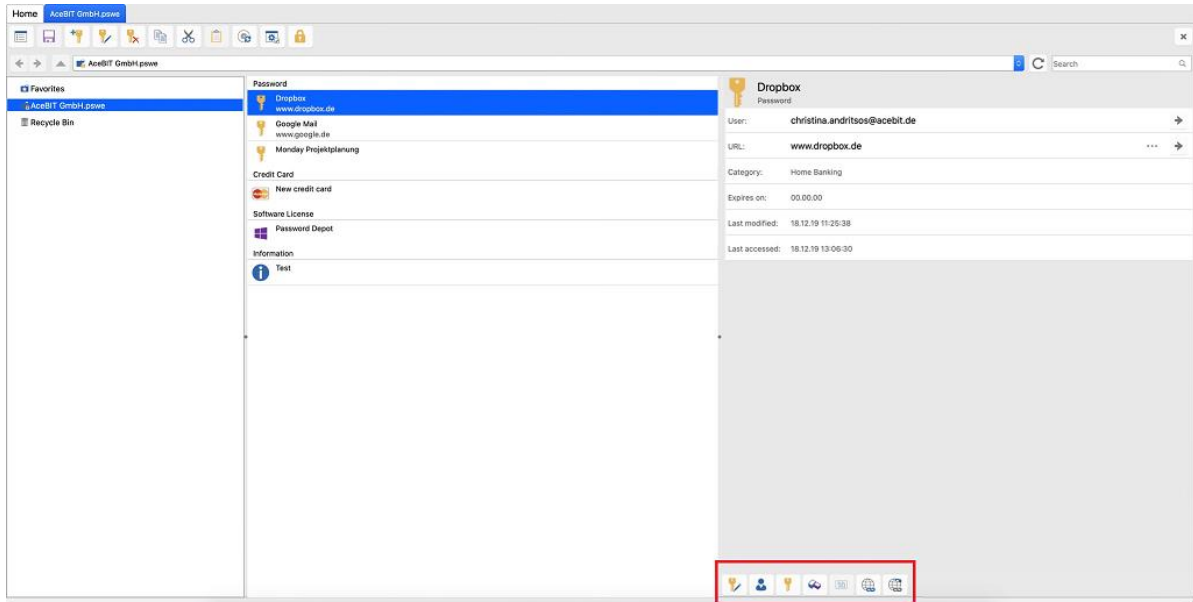 Home AceBIT GmbH.pswe
AceBIT GmbH.pswe
Search
Favorites
AceBIT GmbH.pswe
Recycle Bin
Password
Dropbox
www.dropbox.de
Google Mail
www.google.de
Monday Projektplanung
Credit Card
New credit card
Software License
Password Depot
Information
Test
Dropbox
Password
User: christina.andritsos@acebit.de
URL: www.dropbox.de
Category: Home Banking
Expires on: 00.00.00
Last modified: 18.12.19 11:25:38
Last accessed: 18.12.19 13:06:30